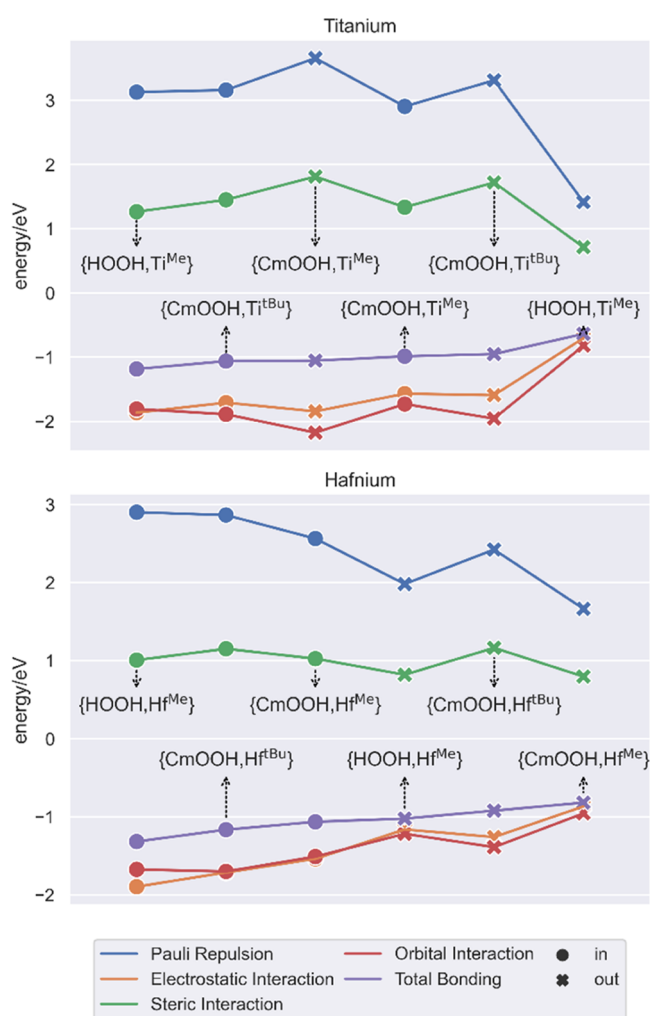 Titanium
energy/eV
3
2
1
0
−1
−2
{HOOH,Ti^Me}
{CmOOH,Ti^Me}
{CmOOH,Ti^tBu}
{CmOOH,Ti^tBu}
{CmOOH,Ti^Me}
{HOOH,Ti^Me}
Hafnium
energy/eV
3
2
1
0
−1
−2
{HOOH,Hf^Me}
{CmOOH,Hf^Me}
{CmOOH,Hf^tBu}
{CmOOH,Hf^tBu}
{HOOH,Hf^Me}
{CmOOH,Hf^Me}
Pauli Repulsion
Electrostatic Interaction
Steric Interaction
Orbital Interaction
Total Bonding
in
out